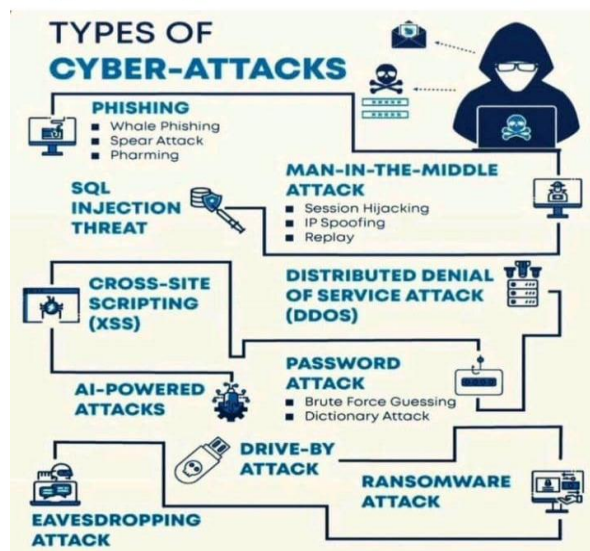 TYPES OF
CYBER-ATTACKS
PHISHING
Whale Phishing
Spear Attack
Pharming
MAN-IN-THE-MIDDLE
ATTACK
Session Hijacking
IP Spoofing
Replay
SQL
INJECTION
THREAT
CROSS-SITE
SCRIPTING
(XSS)
DISTRIBUTED DENIAL
OF SERVICE ATTACK
(DDOS)
PASSWORD
ATTACK
Brute Force Guessing
Dictionary Attack
AI-POWERED
ATTACKS
DRIVE-BY
ATTACK
RANSOMWARE
ATTACK
EAVESDROPPING
ATTACK